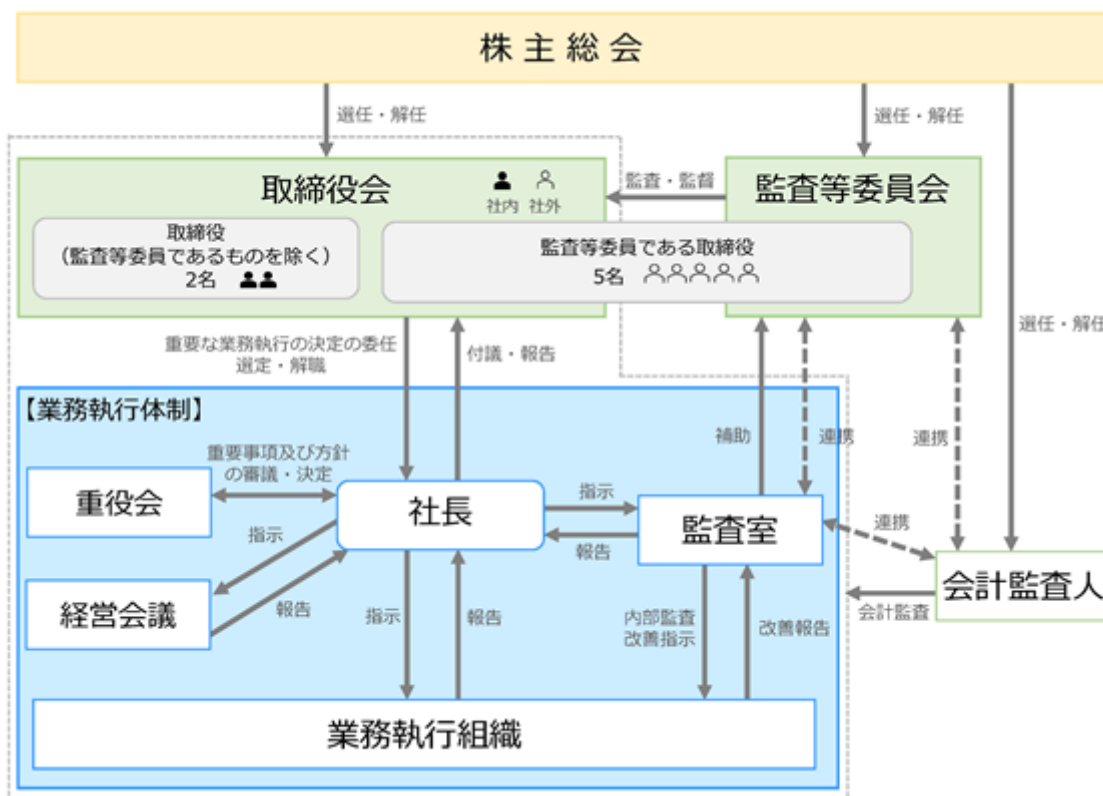 株主総会
選任・解任
選任・解任
取締役会
社内 社外
監査・監督
監査等委員会
取締役
(監査等委員であるものを除く)
2名
監査等委員である取締役
5名
選任・解任
重要な業務執行の決定の委任
選定・解職
付議・報告
【業務執行体制】
補助
連携
連携
重要事項及び方針
の審議・決定
重役会
社長
指示
監査室
連携
指示
報告
会計監査人
経営会議
報告
指示
報告
内部監査
改善指示
改善報告
会計監査
業務執行組織